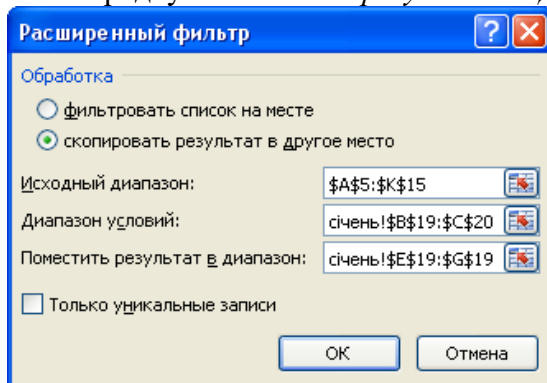 Расширенный фильтр
Обработка
фильтровать список на месте
скопировать результат в другое место
Исходный диапазон: $A$5:$K$15
Диапазон условий: січень!$B$19:$C$20
Поместить результат в диапазон: січень!$E$19:$G$19
Только уникальные записи
ОК Отмена